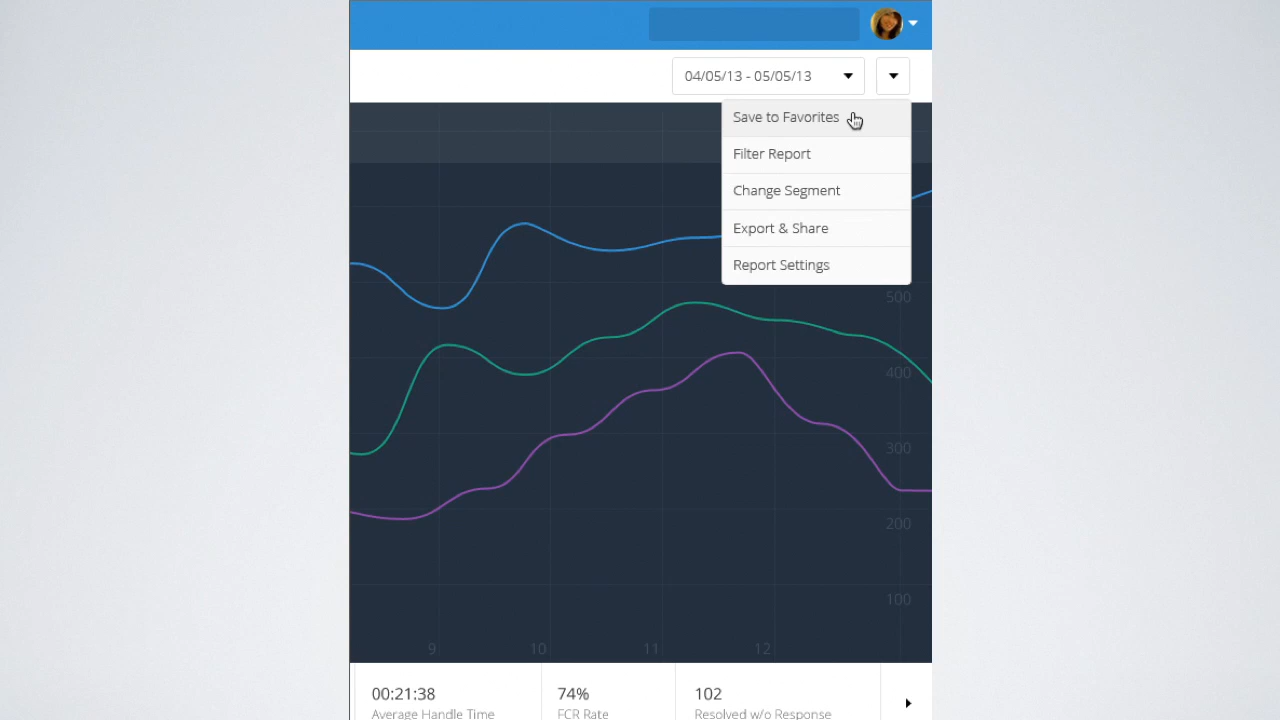 04/05/13 - 05/05/13
Save to Favorites
Filter Report
Change Segment
Export & Share
Report Settings
500
400
300
200
100
9 10 11 12
00:21:38 74% 102
Average Handle Time FCR Rate Resolved w/o Response